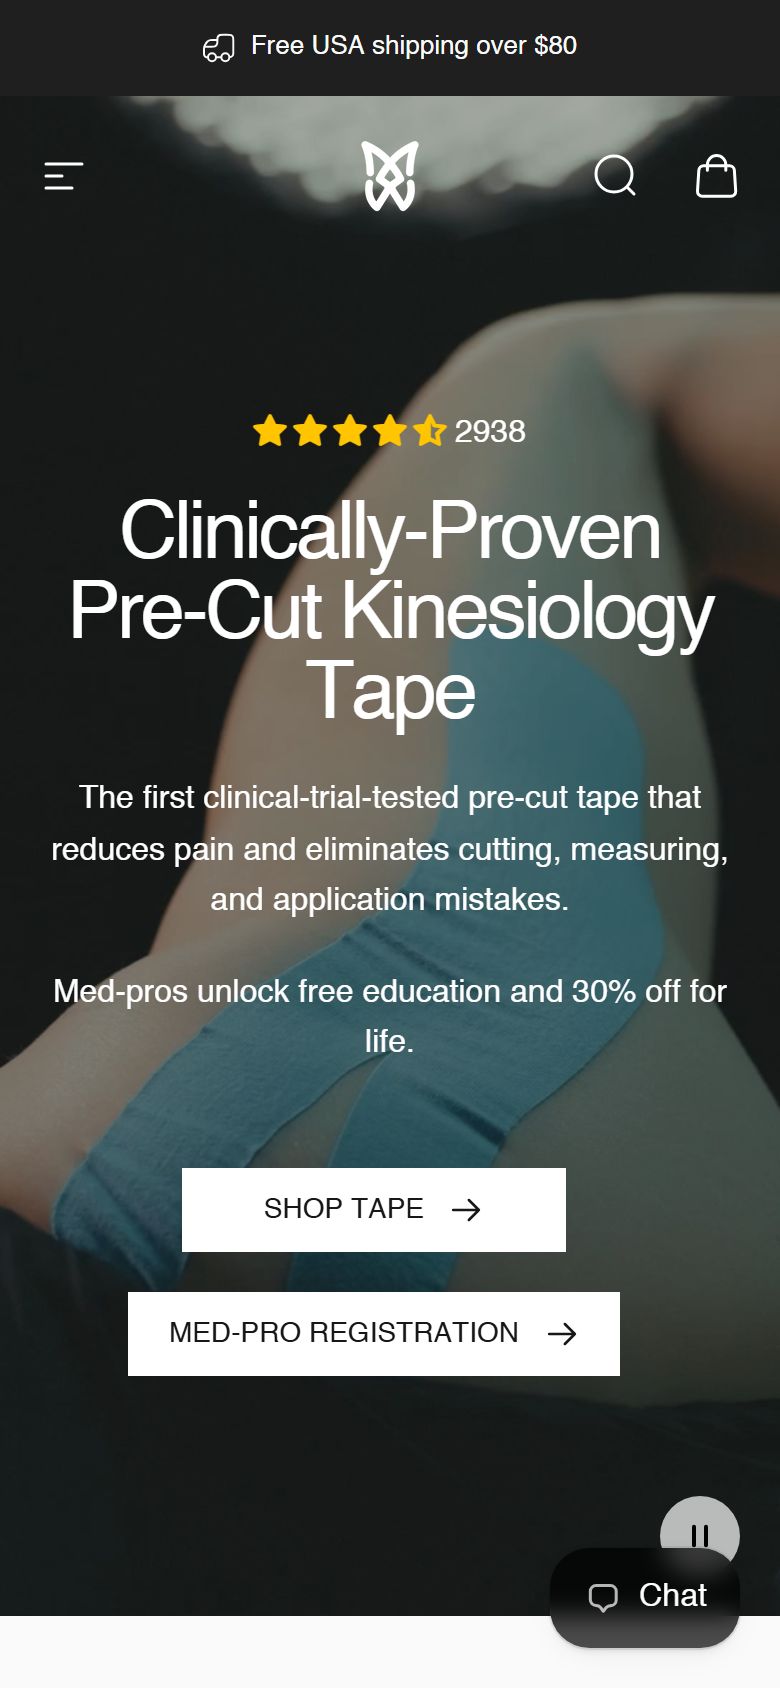 Free USA shipping over $80
2938
Clinically-Proven
Pre-Cut Kinesiology
Tape
The first clinical-trial-tested pre-cut tape that
reduces pain and eliminates cutting, measuring,
and application mistakes.
Med-pros unlock free education and 30% off for
life.
SHOP TAPE
MED-PRO REGISTRATION
Chat